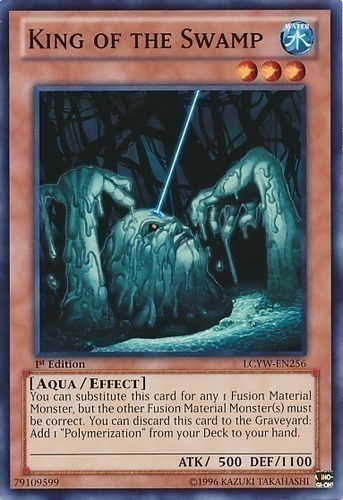 KING OF THE SWAMP
WATER
水
1st Edition
LCYW-EN256
[AQUA / EFFECT]
You can substitute this card for any 1 Fusion Material
Monster, but the other Fusion Material Monster(s) must
be correct. You can discard this card to the Graveyard:
Add 1 "Polymerization" from your Deck to your hand.
ATK/ 500 DEF/1100
79109599
©1996 KAZUKI TAKAHASHI